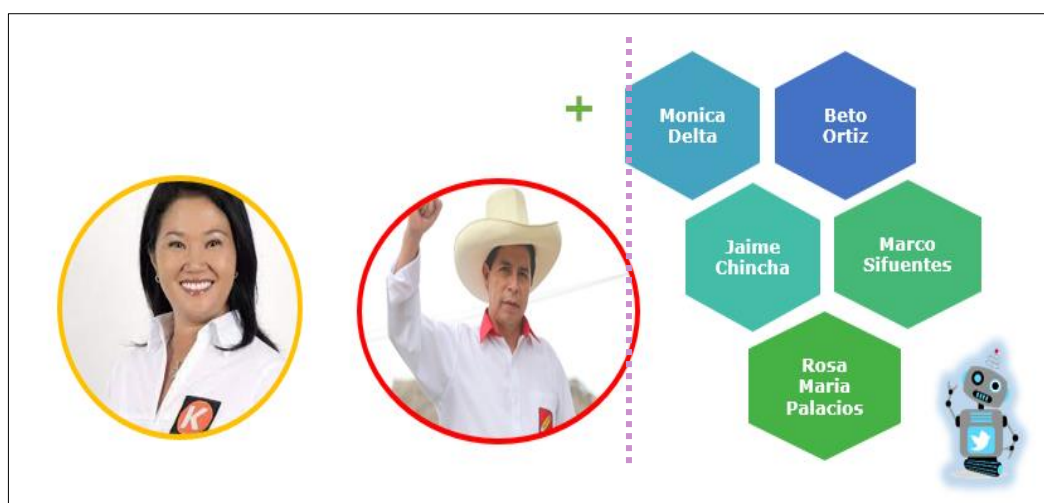 +
Monica
Delta
Beto
Ortiz
Jaime
Chincha
Marco
Sifuentes
Rosa
Maria
Palacios
K